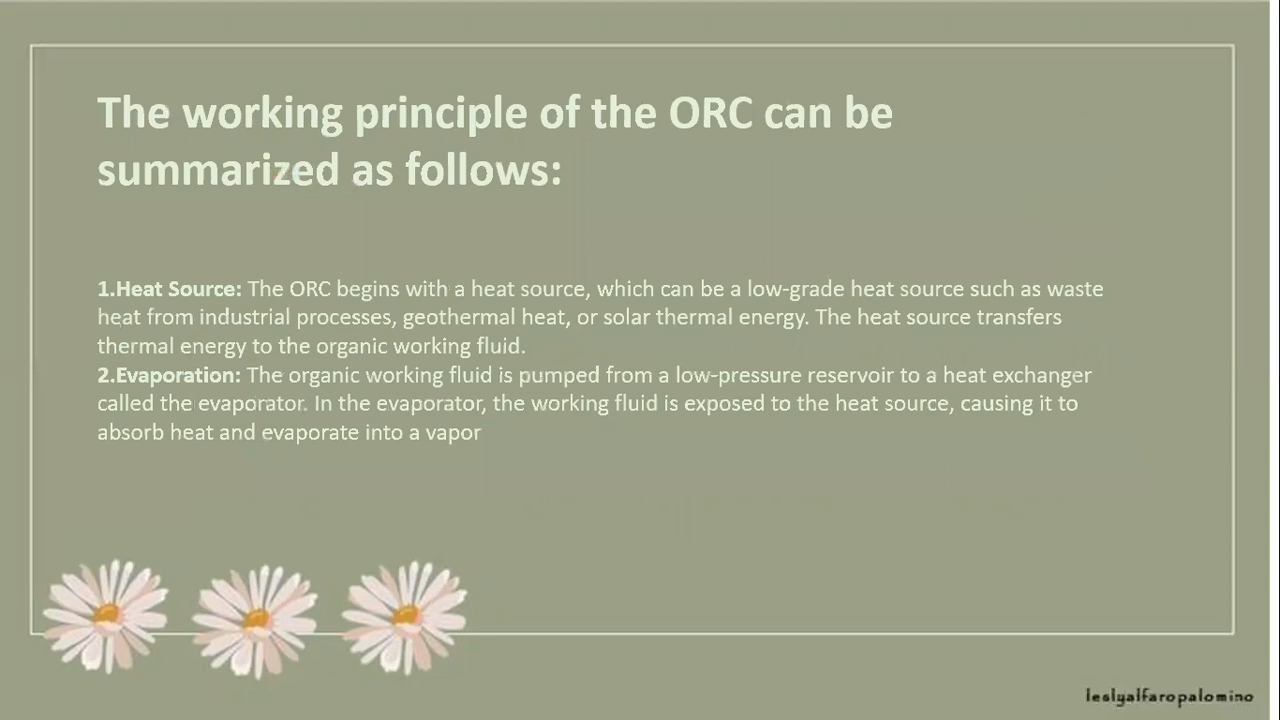 The working principle of the ORC can be
summarized as follows:
1.Heat Source: The ORC begins with a heat source, which can be a low-grade heat source such as waste
heat from industrial processes, geothermal heat, or solar thermal energy. The heat source transfers
thermal energy to the organic working fluid.
2.Evaporation: The organic working fluid is pumped from a low-pressure reservoir to a heat exchanger
called the evaporator. In the evaporator, the working fluid is exposed to the heat source, causing it to
absorb heat and evaporate into a vapor
leslyalfaropalomino